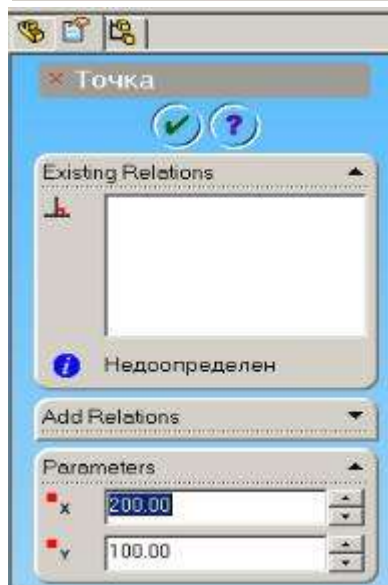 Точка
?
Existing Relations
i Недоопределен
Add Relations
Parameters
X 200.00
Y 100.00